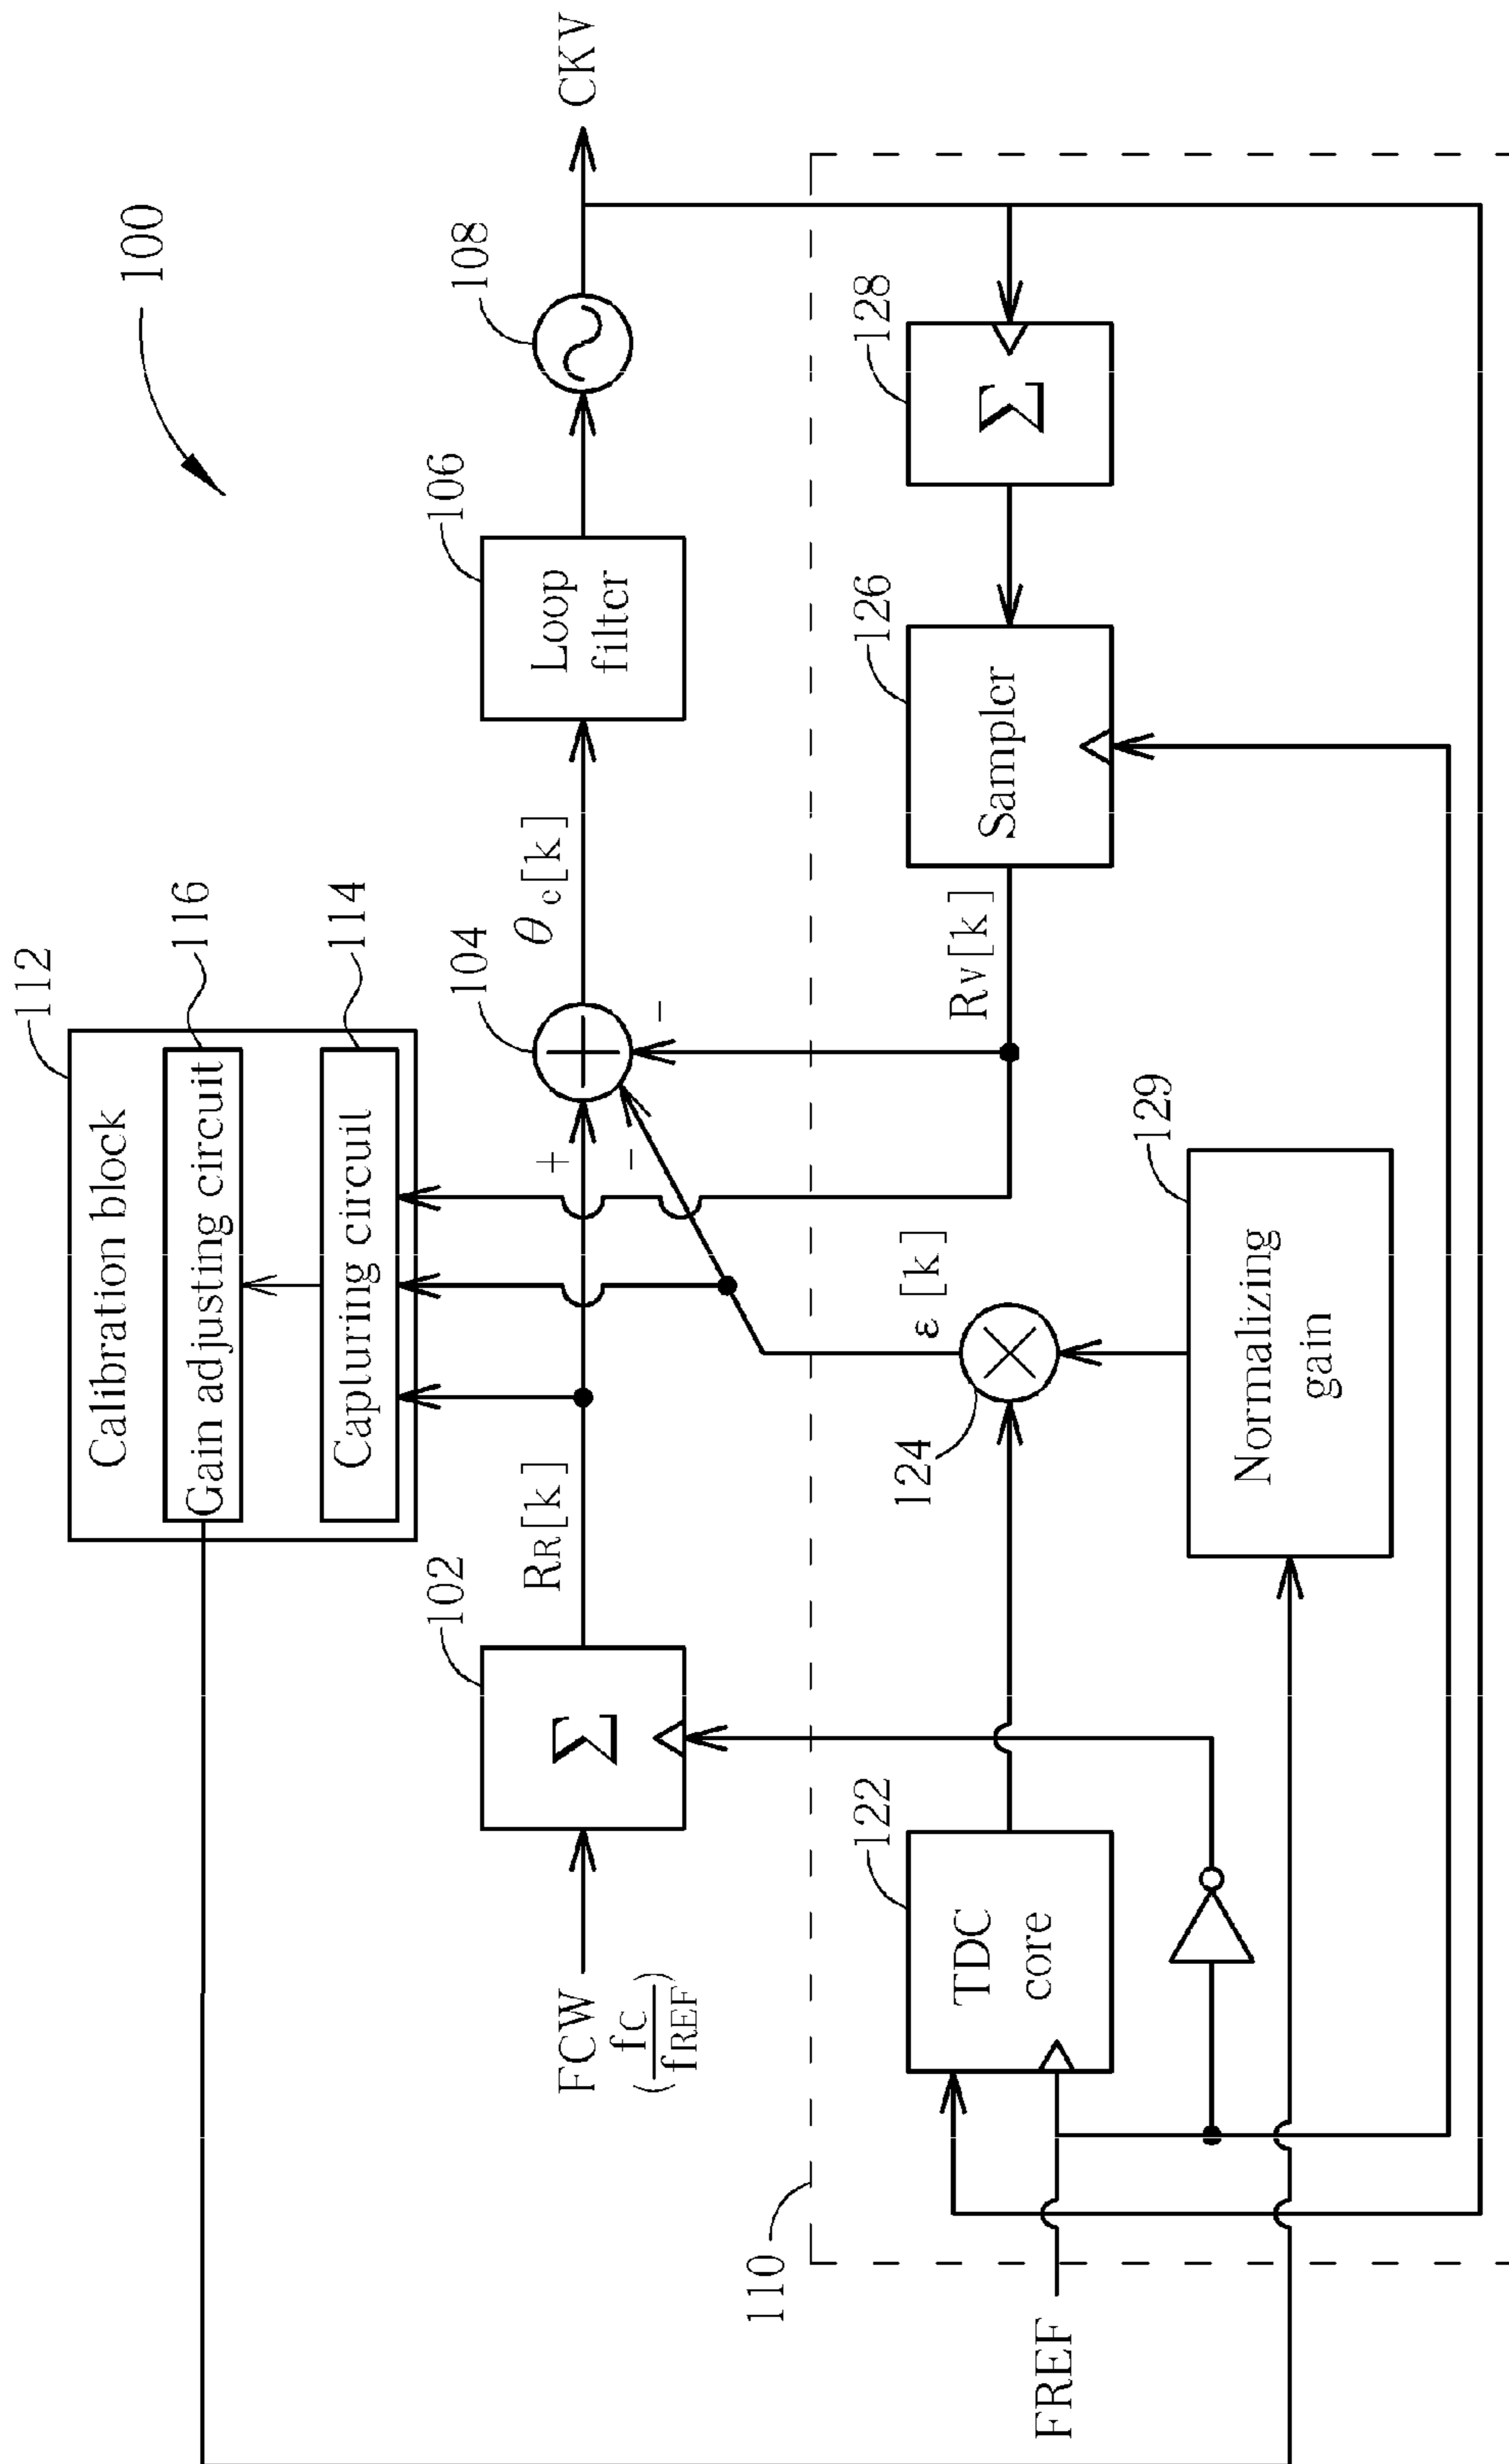 100
112
Calibration block
Gain adjusting circuit
116
Capturing circuit
114
FCW
(fC/fREF)
102
Σ
RR[k]
+
104
-
-
θe[k]
106
Loop
filter
108
CKV
110
FREF
122
TDC
core
124
ε [k]
129
Normalizing
gain
RV[k]
126
Sampler
128
Σ